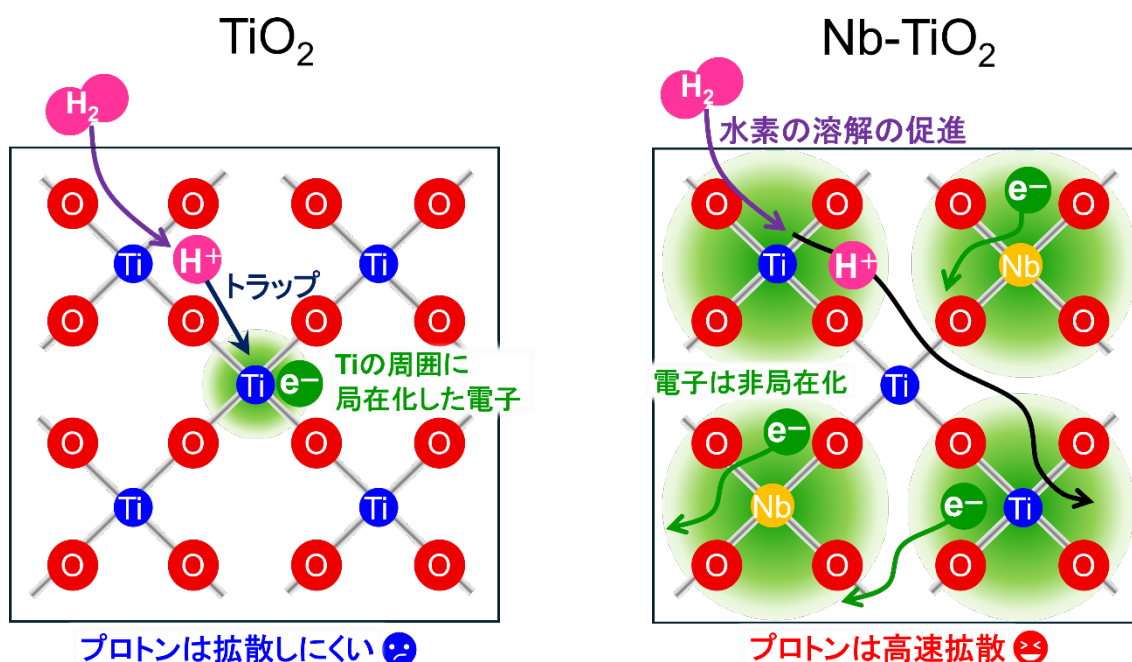 TiO2
H2
O O O O
Ti H+ Ti
トラップ
O O O O
Ti e−
Tiの周囲に
局在化した電子
O O O O
Ti Ti
O O O O
プロトンは拡散しにくい
Nb-TiO2
H2
水素の溶解の促進
O O e− O O
Ti H+ Nb
O O O O
電子は非局在化
Ti
O e− O O O
Nb e− Ti
O O O O
プロトンは高速拡散